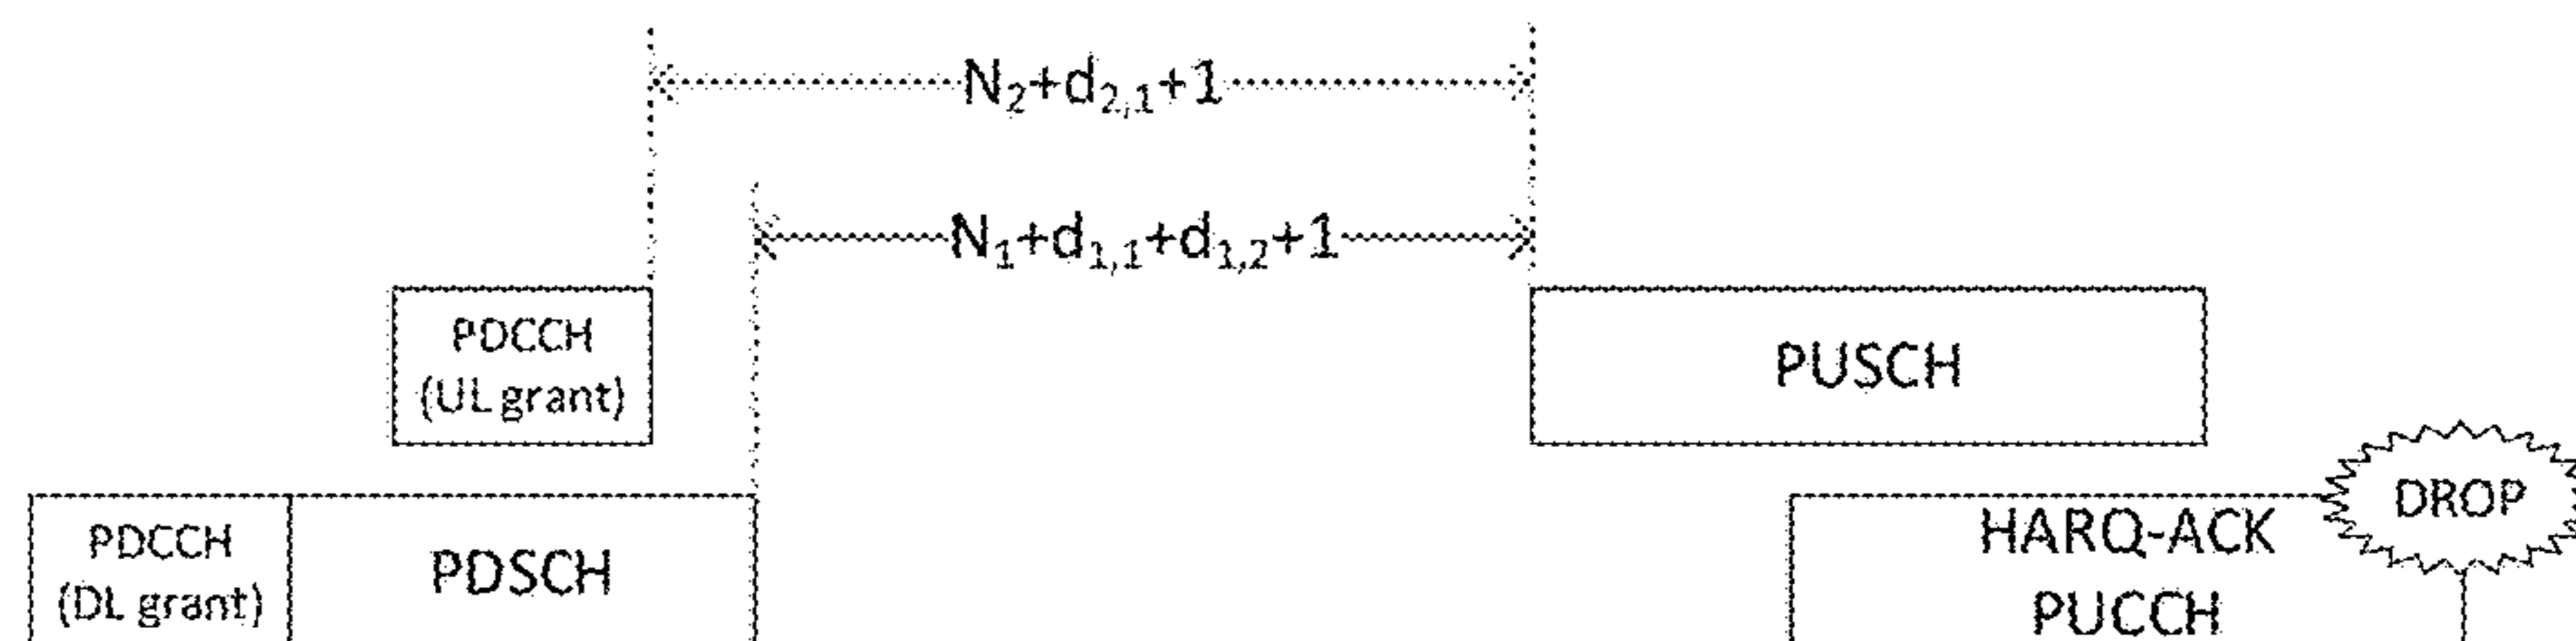 N₂+d₂,₁+1
N₁+d₁,₁+d₁,₂+1
PDCCH
(UL grant)
PUSCH
DROP
PDCCH
(DL grant)
PDSCH
HARQ-ACK
PUCCH